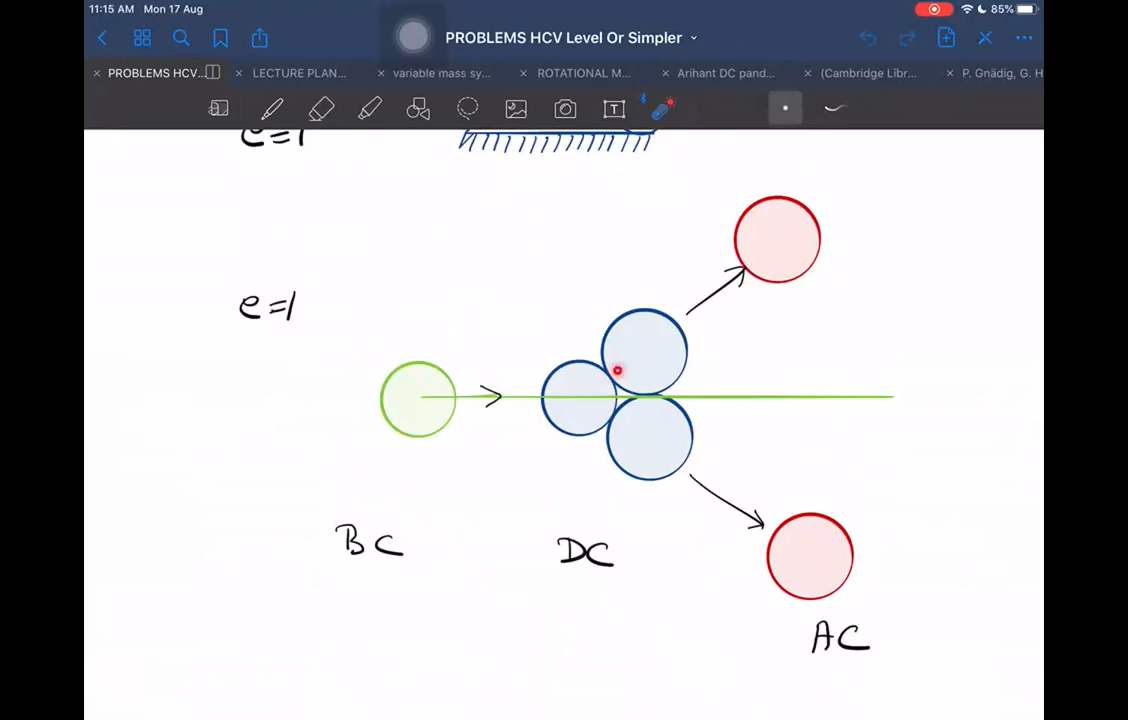 11:15 AM Mon 17 Aug
85%
PROBLEMS HCV Level Or Simpler
PROBLEMS HCV...
LECTURE PLAN...
variable mass sy...
ROTATIONAL M...
Arihant DC pand...
(Cambridge Libr...
P. Gnädig, G. H
T
e=1
e=1
BC
DC
AC